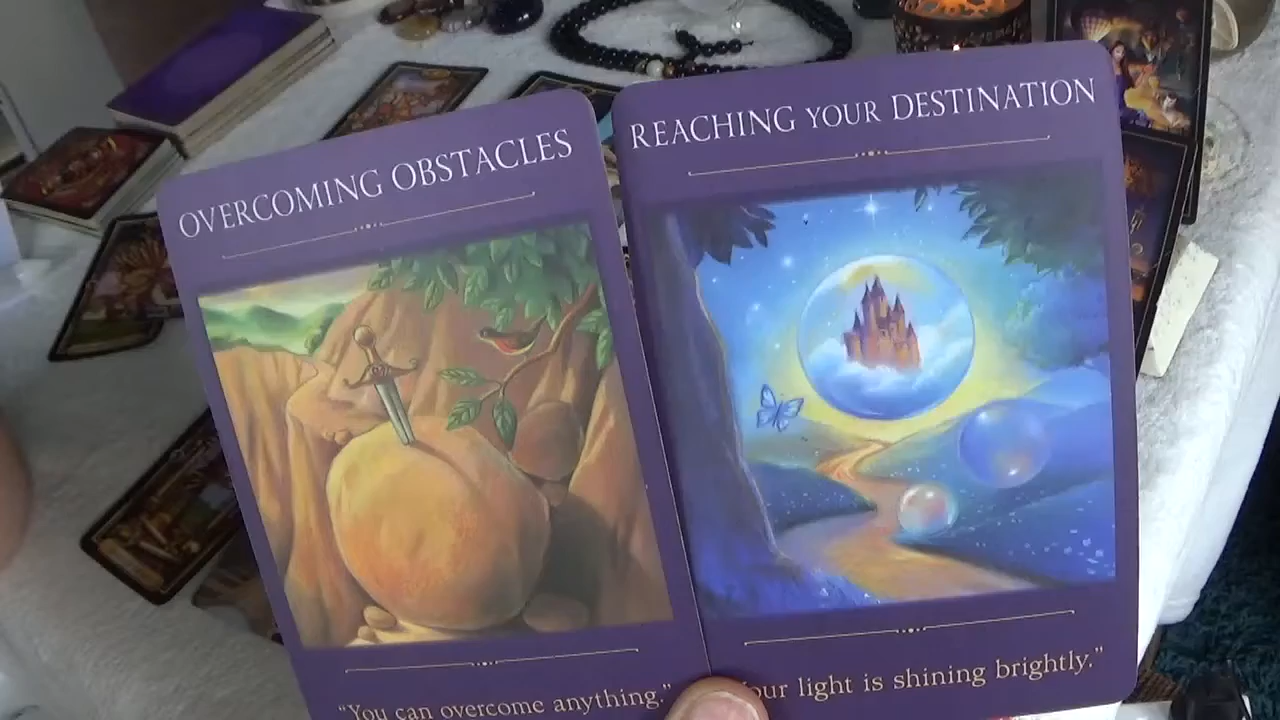 OVERCOMING OBSTACLES
"You can overcome anything."
REACHING YOUR DESTINATION
our light is shining brightly."